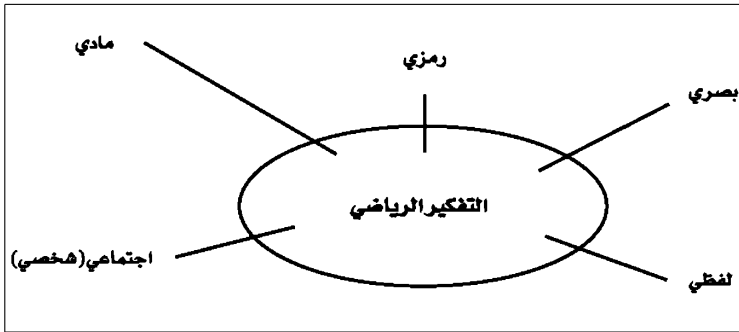 مادي
رمزي
بصري
التفكير الرياضي
اجتماعي(شخصي)
لفظي